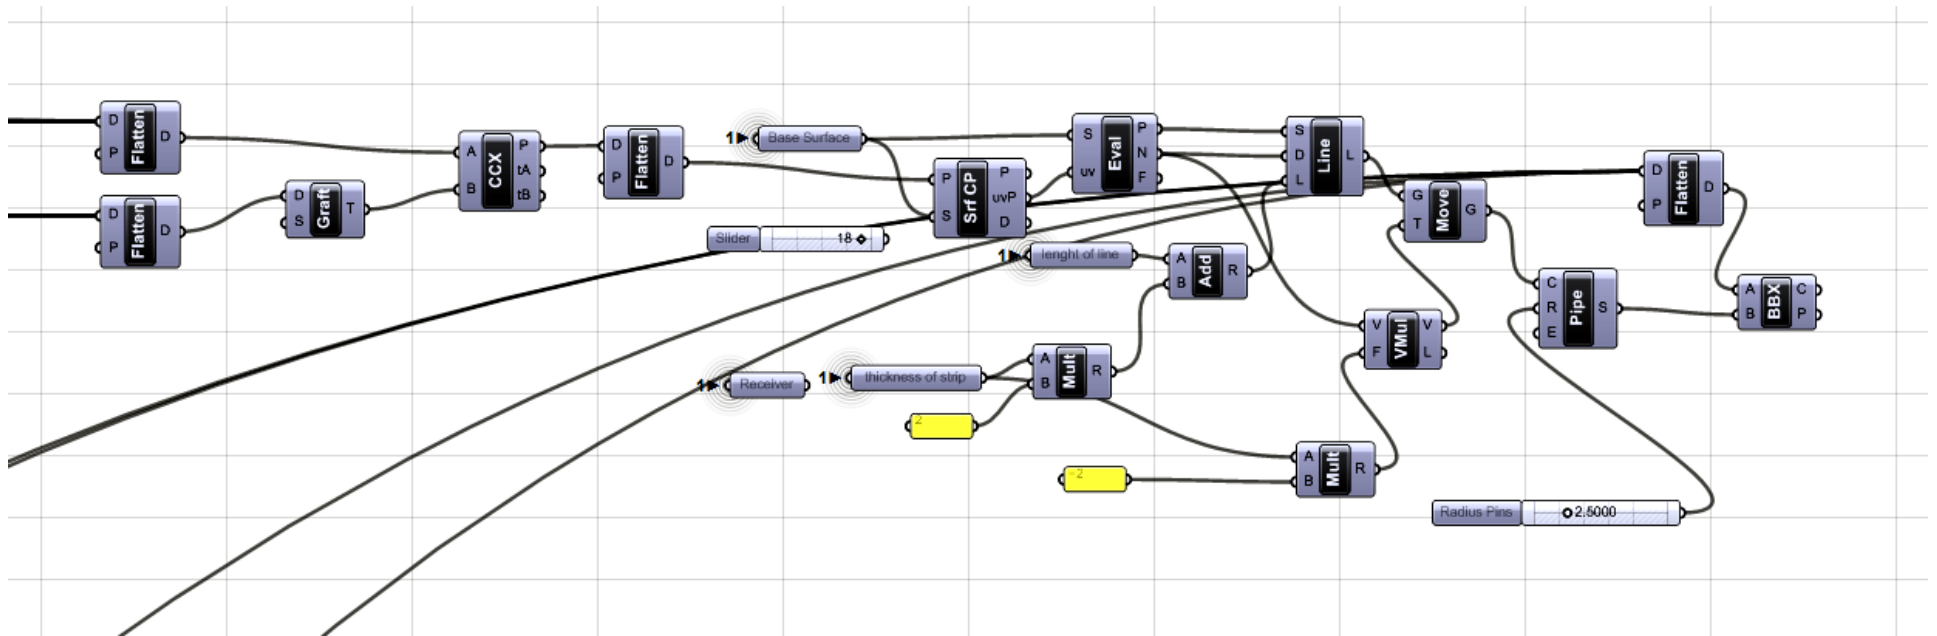 D
P
Flatten
D
D
P
Flatten
D
D
S
Graft
T
A
B
CCX
P
tA
tB
D
P
Flatten
D
1
Base Surface
Slider
18
P
S
Srf CP
P
uvP
D
S
uv
Eval
P
N
F
S
D
L
Line
L
1
lenght of line
A
B
Add
R
G
T
Move
G
D
P
Flatten
D
1
Receiver
1
thickness of strip
2
A
B
Mult
R
-2
A
B
Mult
R
V
F
VMul
V
L
C
R
E
Pipe
S
A
B
BBX
C
P
Radius Pins
2.5000